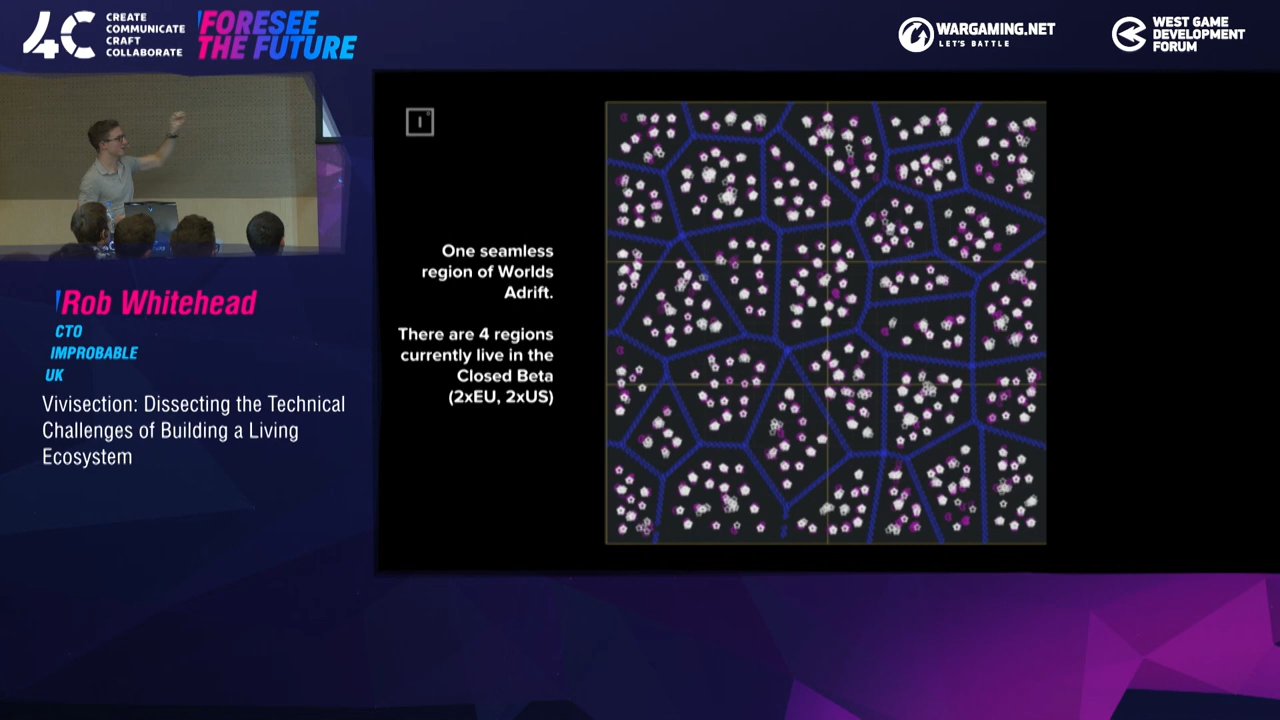 4C
CREATE
COMMUNICATE
CRAFT
COLLABORATE
FORESEE
THE FUTURE
WARGAMING.NET
LET'S BATTLE
WEST GAME
DEVELOPMENT
FORUM
I
One seamless
region of Worlds
Adrift.
There are 4 regions
currently live in the
Closed Beta
(2xEU, 2xUS)
Rob Whitehead
CTO
IMPROBABLE
UK
Vivisection: Dissecting the Technical
Challenges of Building a Living
Ecosystem